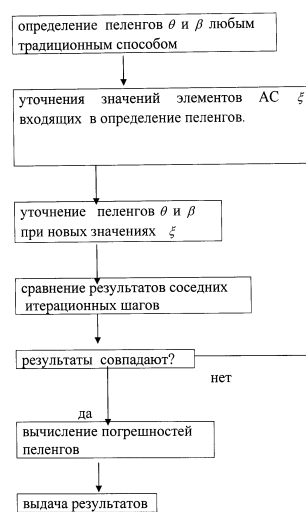 определение пеленгов θ и β любым
традиционным способом
уточнения значений элементов АС ξ
входящих в определение пеленгов.
уточнение пеленгов θ и β
при новых значениях ξ
сравнение результатов соседних
итерационных шагов
результаты совпадают?
нет
да
вычисление погрешностей
пеленгов
выдача результатов